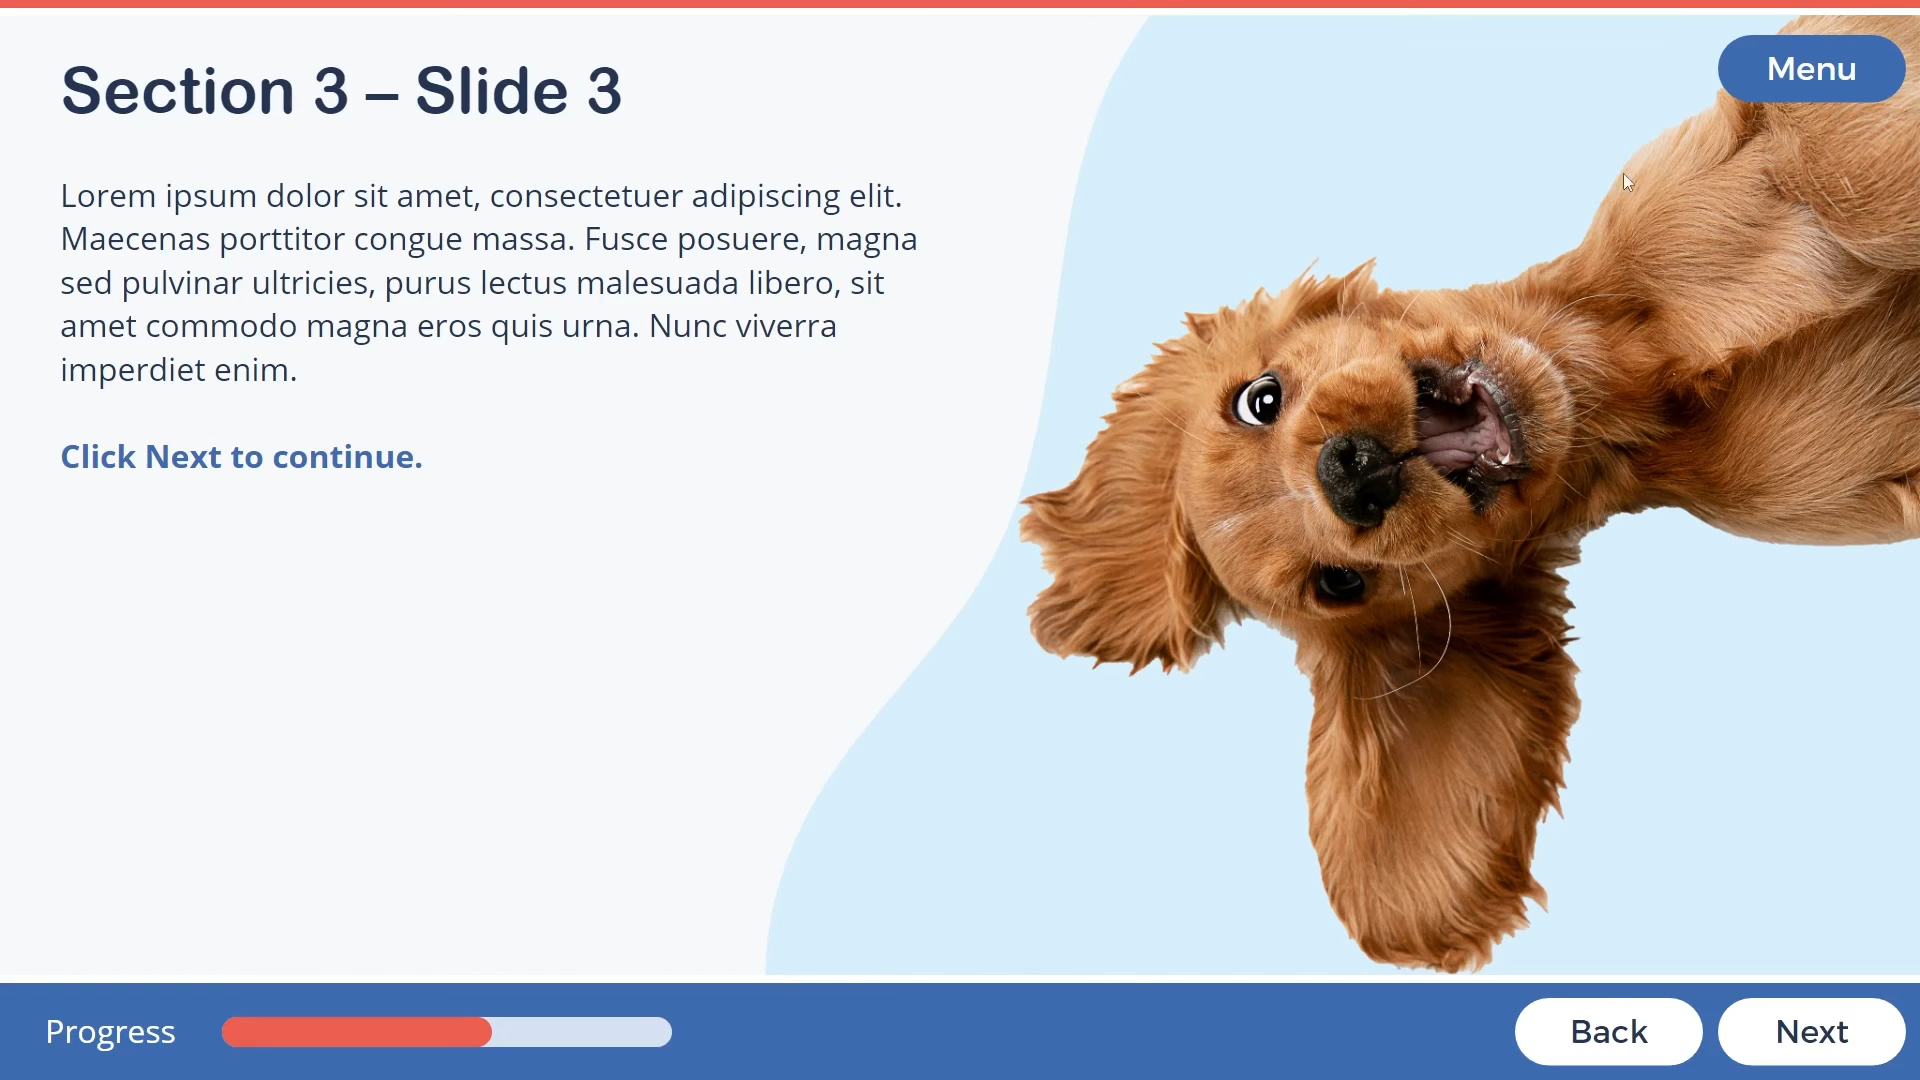 Section 3 – Slide 3
Menu
Lorem ipsum dolor sit amet, consectetuer adipiscing elit.
Maecenas porttitor congue massa. Fusce posuere, magna
sed pulvinar ultricies, purus lectus malesuada libero, sit
amet commodo magna eros quis urna. Nunc viverra
imperdiet enim.
Click Next to continue.
Progress
Back
Next